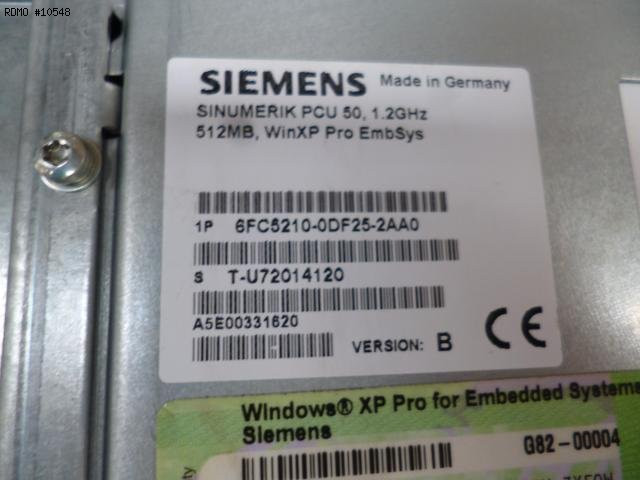 RDMO #10548
SIEMENS Made in Germany
SINUMERIK PCU 50, 1.2GHz
512MB, WinXP Pro EmbSys
1P 6FC5210-0DF25-2AA0
S T-U72014120
A5E00331620
VERSION: B CE
Windows® XP Pro for Embedded Systems
Siemens
G82-00004